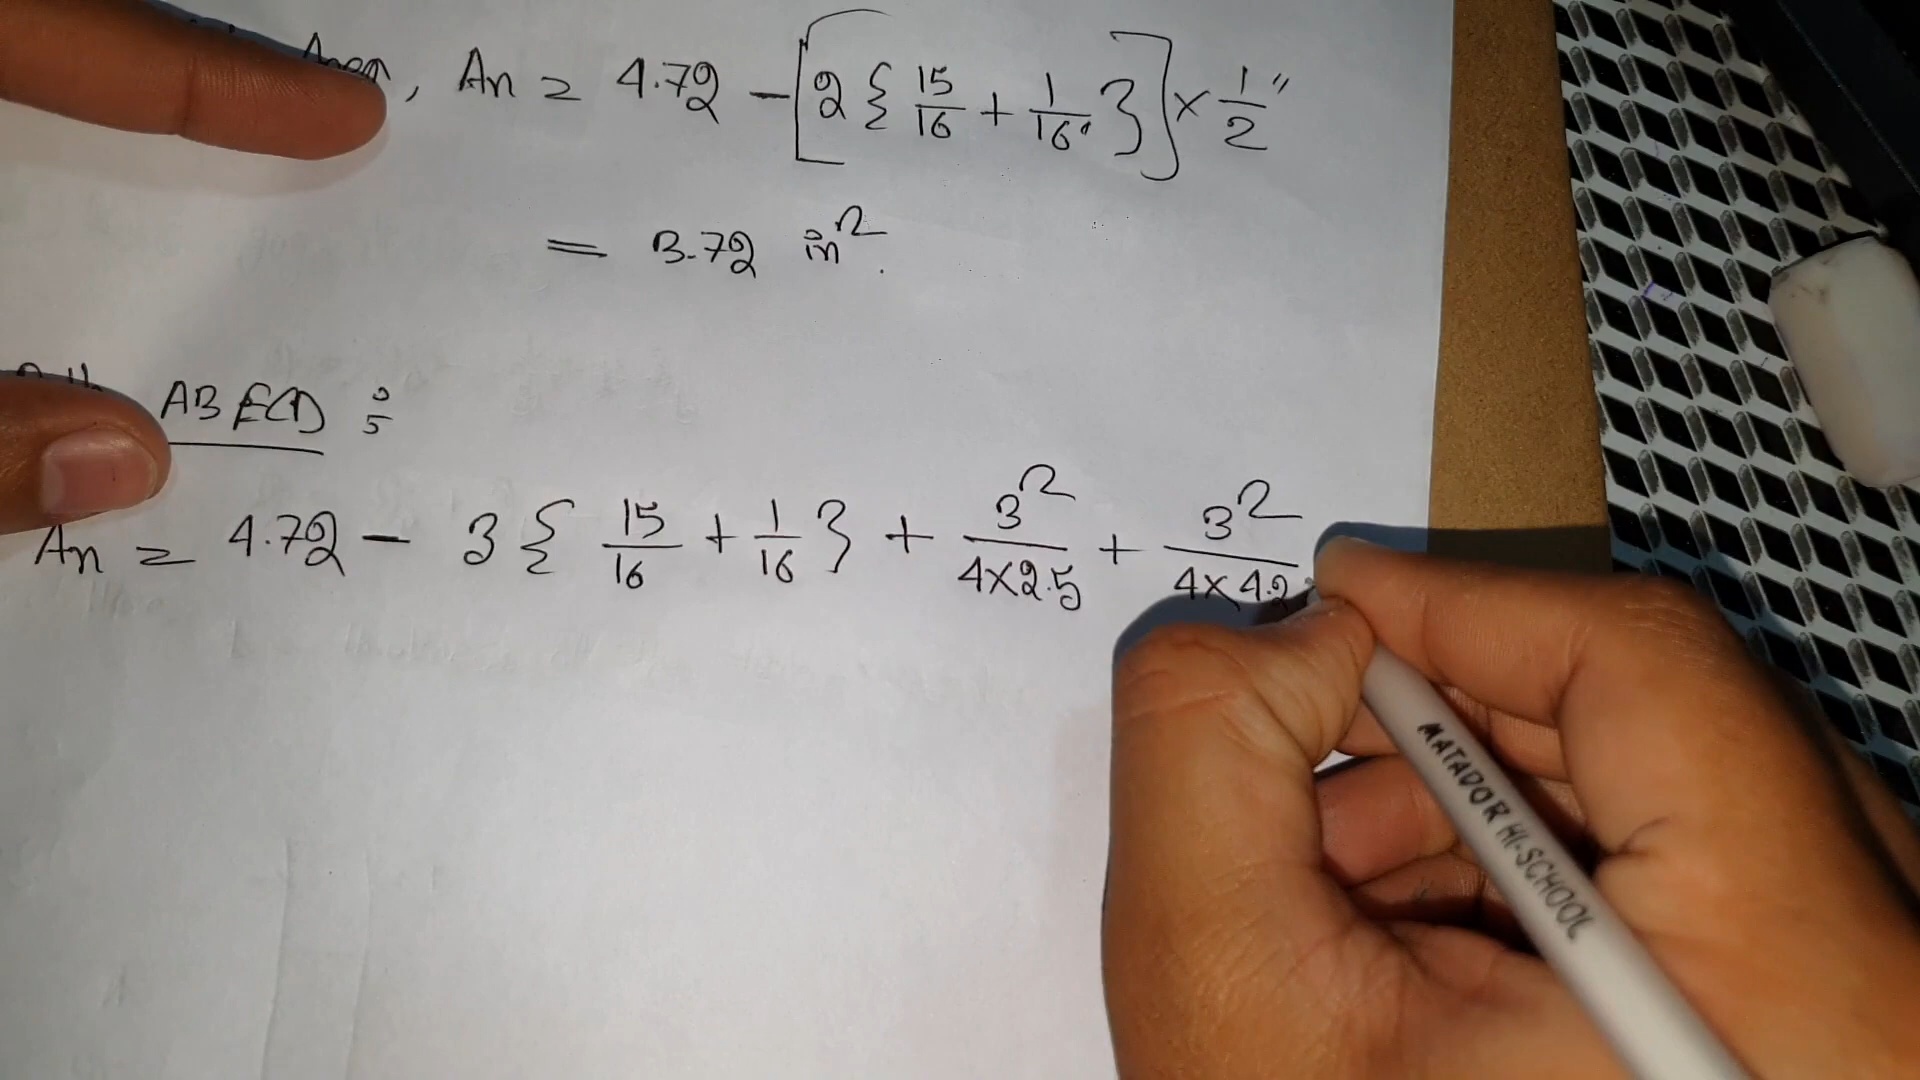 , An = 4.72 - [2 { 15/16 + 1/16 }] × 1/2"
= 3.72 in²
ABECD :
An = 4.72 - 3 { 15/16 + 1/16 } + 3²/4×2.5 + 3²/4×4.2
MATADOR HI-SCHOOL